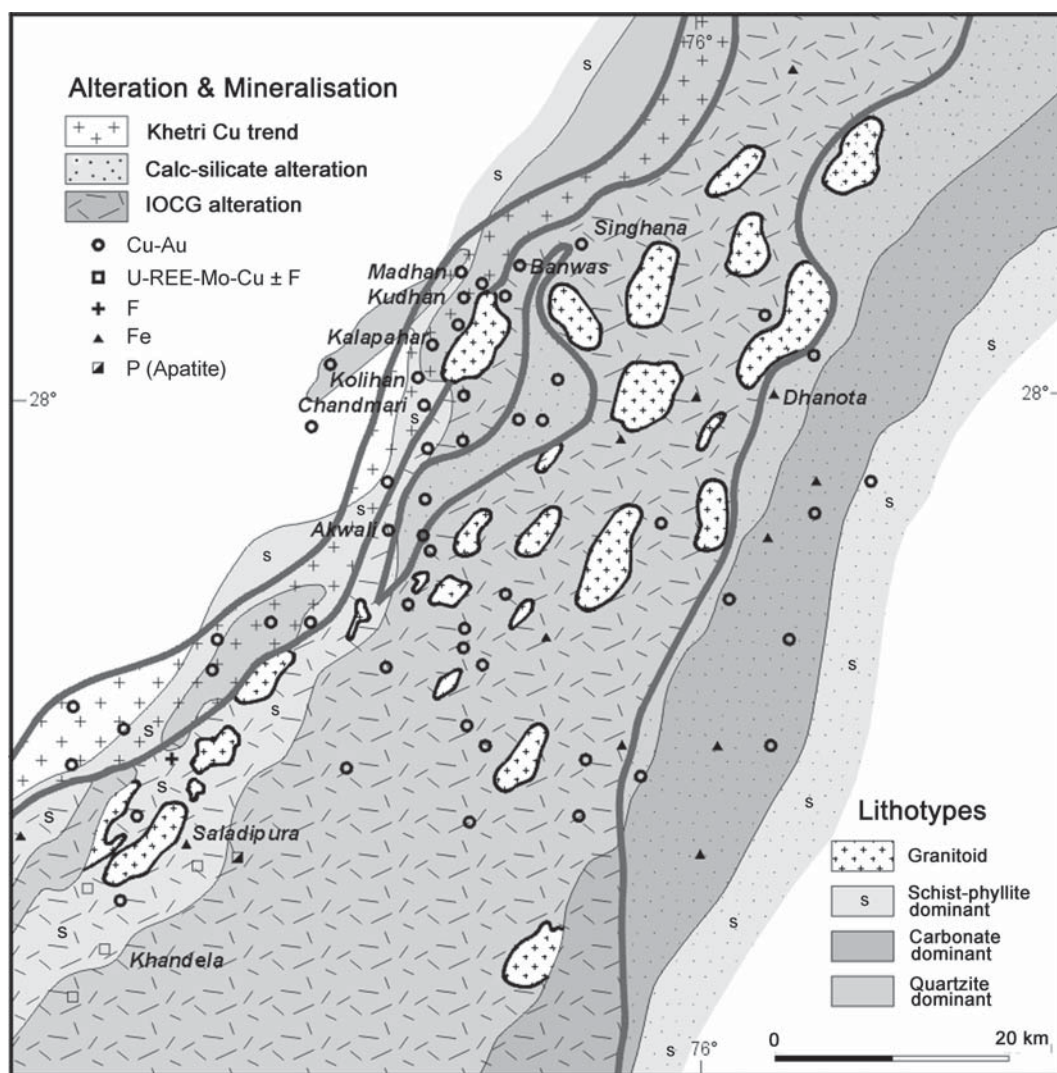 76°
Alteration & Mineralisation
Khetri Cu trend
Calc-silicate alteration
IOCG alteration
Cu-Au
U-REE-Mo-Cu ± F
F
Fe
P (Apatite)
s
s
Singhana
Madhan
Banwas
Kudhan
Kalapahar
s
Kolihan
28°
Chandmari
Dhanota
28°
s
s
s
Akwali
s
s
s
s
s
s
s
Saladipura
s
Khandela
s
Lithotypes
Granitoid
s
Schist-phyllite
dominant
Carbonate
dominant
Quartzite
dominant
s
76°
0
20 km
s